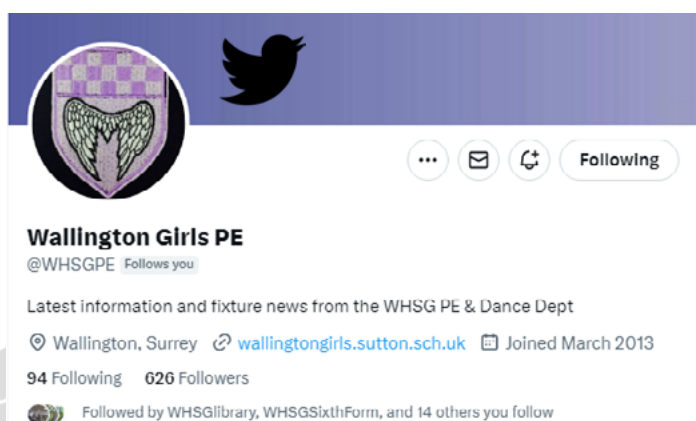 Following
Wallington Girls PE
@WHSGPE Follows you
Latest information and fixture news from the WHSG PE & Dance Dept
Wallington, Surrey wallingtongirls.sutton.sch.uk Joined March 2013
94 Following 626 Followers
Followed by WHSGlibrary, WHSGSixthForm, and 14 others you follow